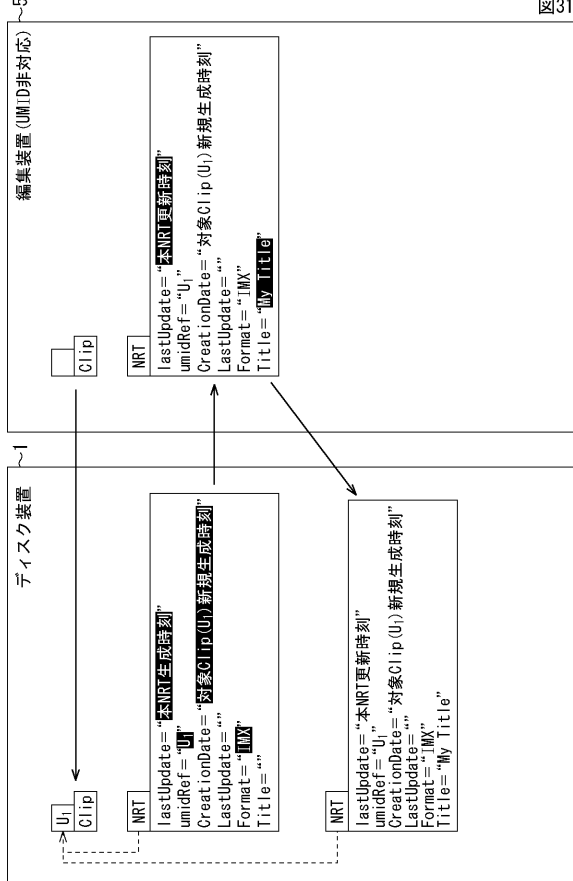 図31
ディスク装置 ~1
U1
Clip
NRT
lastUpdate=“本NRT生成時刻”
umidRef=“U1”
CreationDate=“対象Clip(U1)新規生成時刻”
LastUpdate=“”
Format=“IMX”
Title=“”
NRT
lastUpdate=“本NRT更新時刻”
umidRef=“U1”
CreationDate=“対象Clip(U1)新規生成時刻”
LastUpdate=“”
Format=“IMX”
Title=“My Title”
編集装置(UMID非対応) ~5
Clip
NRT
lastUpdate=“本NRT更新時刻”
umidRef=“U1”
CreationDate=“対象Clip(U1)新規生成時刻”
LastUpdate=“”
Format=“IMX”
Title=“My Title”